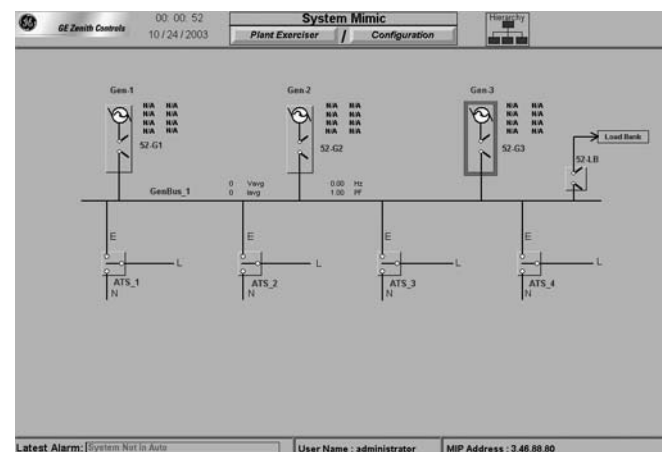 GE Zenith Controls
00: 00: 52
10/24/2003
System Mimic
Plant Exerciser / Configuration
Hierarchy
Gen-1
N/A N/A
N/A N/A
N/A N/A
N/A N/A
52-G1
Gen-2
N/A N/A
N/A N/A
N/A N/A
N/A N/A
52-G2
Gen-3
N/A N/A
N/A N/A
N/A N/A
N/A N/A
52-G3
Load Bank
52-LB
GenBus_1
0 Vavg 0.00 Hz
0 Iavg 1.00 PF
E E E E
L L L L
ATS_1 ATS_2 ATS_3 ATS_4
N N N N
Latest Alarm: System Not In Auto
User Name : administrator
MIP Address : 3.46.88.80